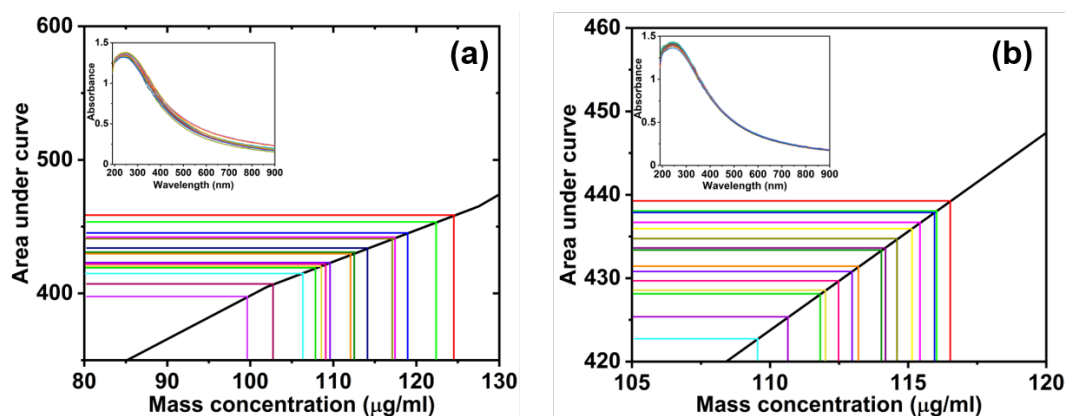 (a)
Area under curve
600
500
400
80 90 100 110 120 130
Mass concentration (μg/ml)
Absorbance
1.5
1
0.5
0
200 300 400 500 600 700 800 900
Wavelength (nm)
(b)
Area under curve
460
450
440
430
420
105 110 115 120
Mass concentration (μg/ml)
Absorbance
1.5
1
0.5
0
200 300 400 500 600 700 800 900
Wavelength (nm)